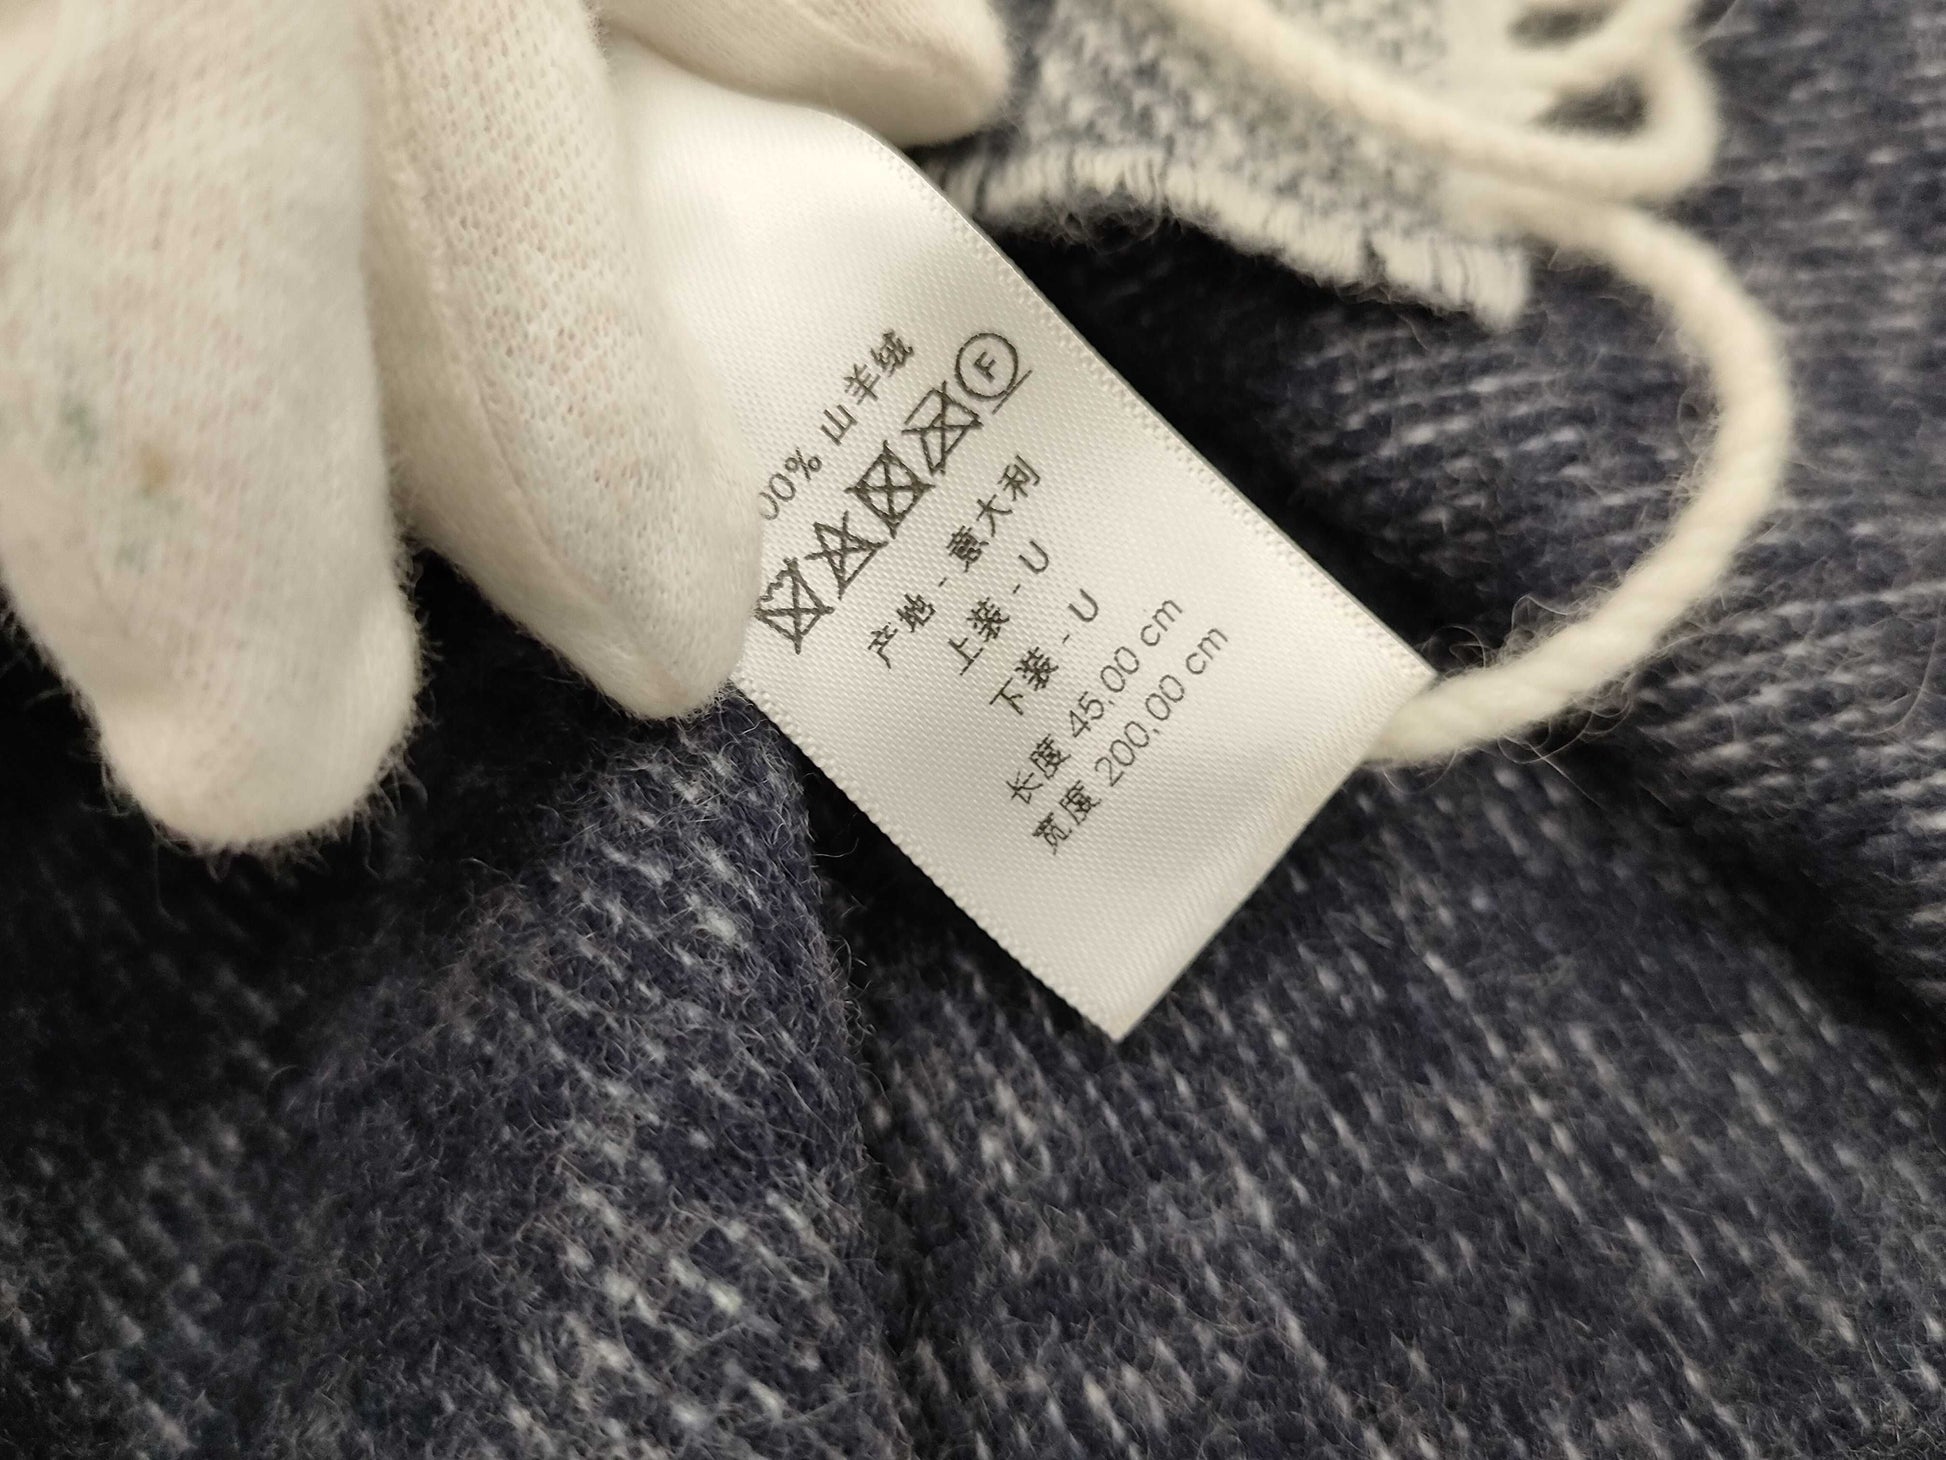 00% 山羊绒
F
产地 - 意大利
上装 - U
下装 - U
长度 45,00 cm
宽度 200,00 cm